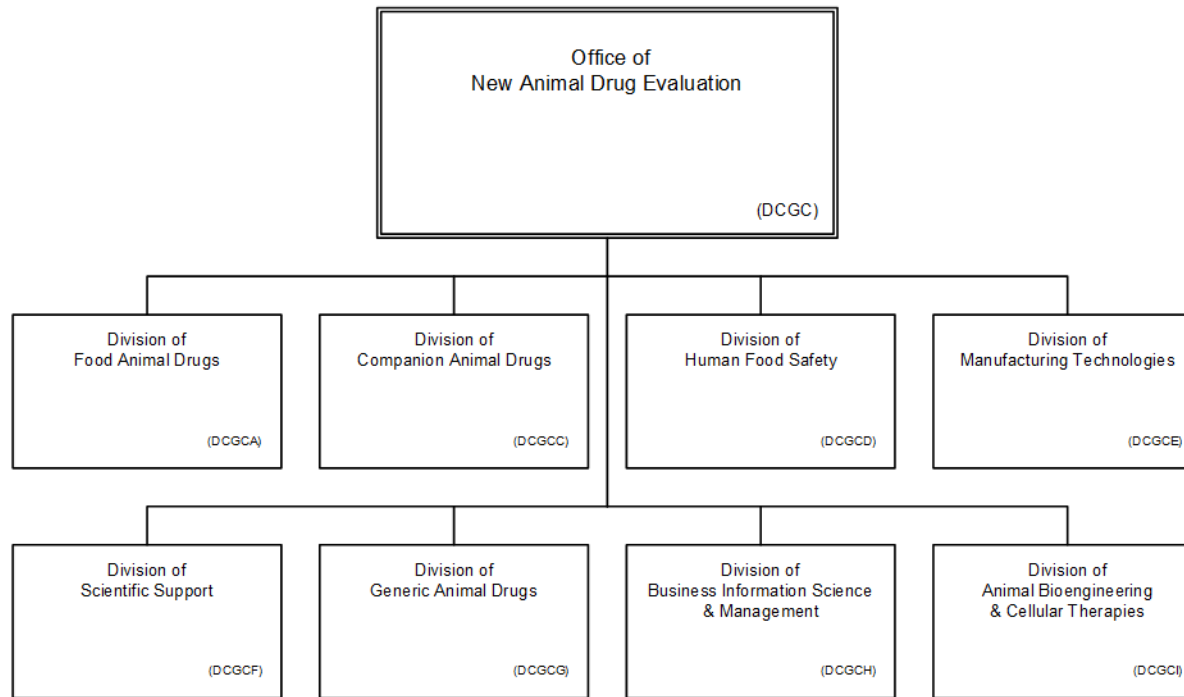 Office of
New Animal Drug Evaluation
(DCGC)
Division of
Food Animal Drugs
(DCGCA)
Division of
Companion Animal Drugs
(DCGCC)
Division of
Human Food Safety
(DCGCD)
Division of
Manufacturing Technologies
(DCGCE)
Division of
Scientific Support
(DCGCF)
Division of
Generic Animal Drugs
(DCGCG)
Division of
Business Information Science
& Management
(DCGCH)
Division of
Animal Bioengineering
& Cellular Therapies
(DCGCI)